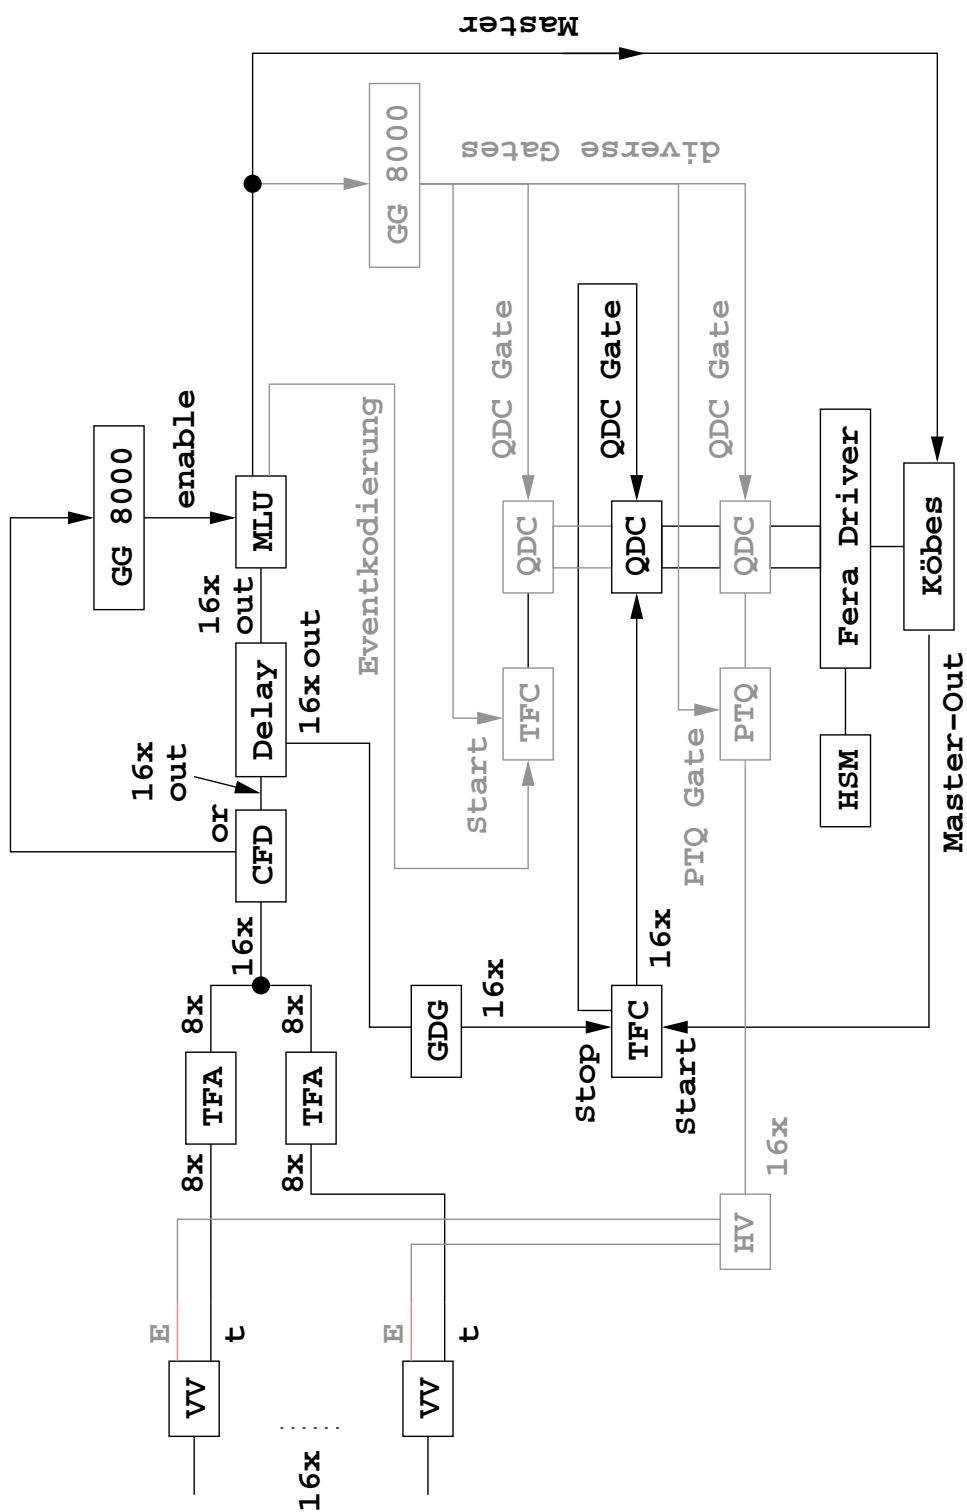 Master
GG 8000
enable
or
16x
out
GG 8000
diverse Gates
VV
E
t
8x
TFA
8x
16x
CFD
Delay
16x
out
MLU
16x out
Eventkodierung
16x
8x
TFA
8x
VV
E
t
GDG
16x
Start
TFC
QDC
QDC Gate
Stop
TFC
Start
16x
QDC
QDC Gate
HV
16x
PTQ Gate
PTQ
QDC
QDC Gate
HSM
Fera Driver
Köbes
Master-Out